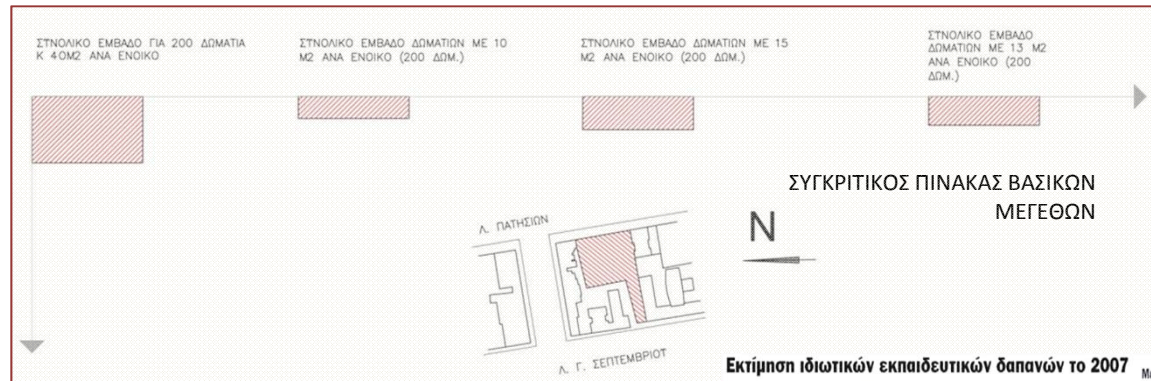 ΣΤΝΟΛΙΚΟ ΕΜΒΑΔΟ ΓΙΑ 200 ΔΩΜΑΤΙΑ
Κ 40Μ2 ΑΝΑ ΕΝΟΙΚΟ
ΣΤΝΟΛΙΚΟ ΕΜΒΑΔΟ ΔΩΜΑΤΙΩΝ ΜΕ 10
Μ2 ΑΝΑ ΕΝΟΙΚΟ (200 ΔΩΜ.)
ΣΤΝΟΛΙΚΟ ΕΜΒΑΔΟ ΔΩΜΑΤΙΩΝ ΜΕ 15
Μ2 ΑΝΑ ΕΝΟΙΚΟ (200 ΔΩΜ.)
ΣΤΝΟΛΙΚΟ ΕΜΒΑΔΟ
ΔΩΜΑΤΙΩΝ ΜΕ 13 Μ2
ΑΝΑ ΕΝΟΙΚΟ (200
ΔΩΜ.)
ΣΥΓΚΡΙΤΙΚΟΣ ΠΙΝΑΚΑΣ ΒΑΣΙΚΩΝ
ΜΕΓΕΘΩΝ
Λ. ΠΑΤΗΣΙΩΝ
N
Λ. Γ. ΣΕΠΤΕΜΒΡΙΟΤ
Εκτίμηση ιδιωτικών εκπαιδευτικών δαπανών το 2007